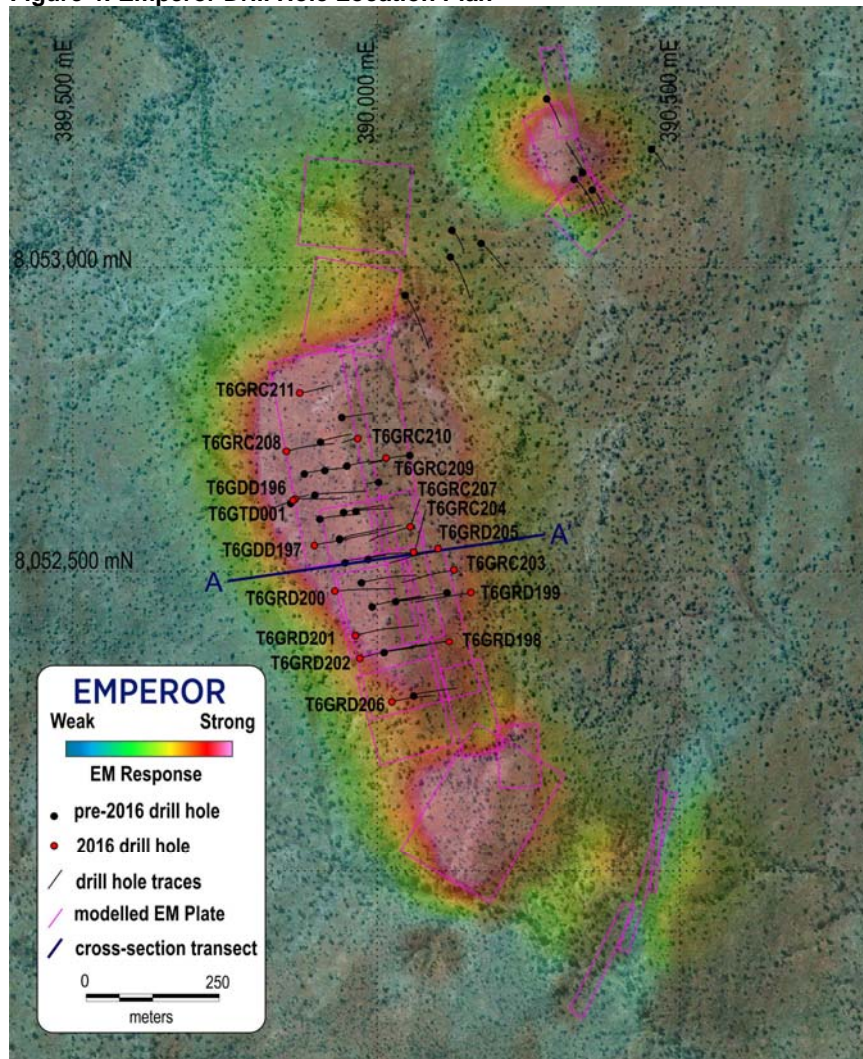 Figure 4: Emperor Drill Hole Location Plan
389,500 mE
390,000 mE
390,500 mE
8,053,000 mN
T6GRC211
T6GRC208
T6GRC210
T6GRC209
T6GDD196
T6GRC207
T6GTD001
T6GRC204
T6GRD205
T6GDD197
A'
8,052,500 mN
T6GRC203
A
T6GRD200
T6GRD199
T6GRD201
T6GRD198
T6GRD202
T6GRD206
EMPEROR
Weak Strong
EM Response
pre-2016 drill hole
2016 drill hole
drill hole traces
modelled EM Plate
cross-section transect
0 250
meters